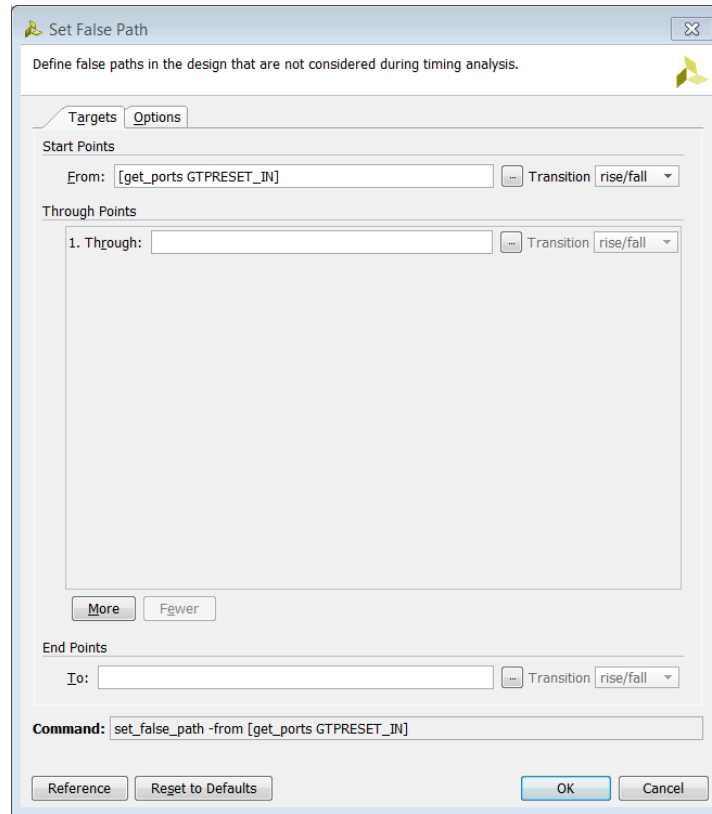 Set False Path
Define false paths in the design that are not considered during timing analysis.
Targets Options
Start Points
From: [get_ports GTPRESET_IN] ... Transition rise/fall
Through Points
1. Through: ... Transition rise/fall
More Fewer
End Points
To: ... Transition rise/fall
Command: set_false_path -from [get_ports GTPRESET_IN]
Reference Reset to Defaults OK Cancel